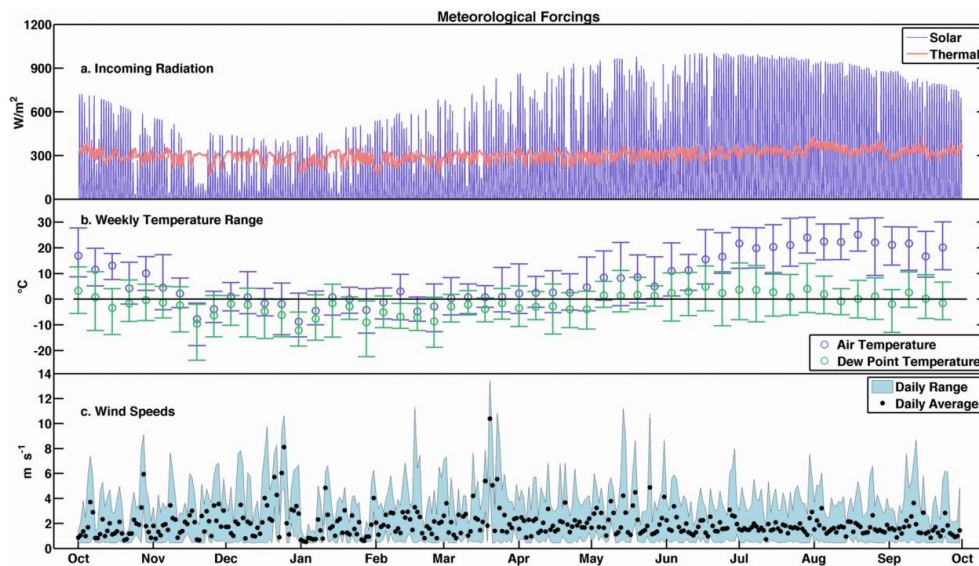 Meteorological Forcings
1200
900
600
300
0
W/m²
a. Incoming Radiation
Solar
Thermal
30
20
10
0
-10
-20
°C
b. Weekly Temperature Range
Air Temperature
Dew Point Temperature
14
12
10
8
6
4
2
0
m s⁻¹
c. Wind Speeds
Daily Range
Daily Average
Oct Nov Dec Jan Feb Mar Apr May Jun Jul Aug Sep Oct